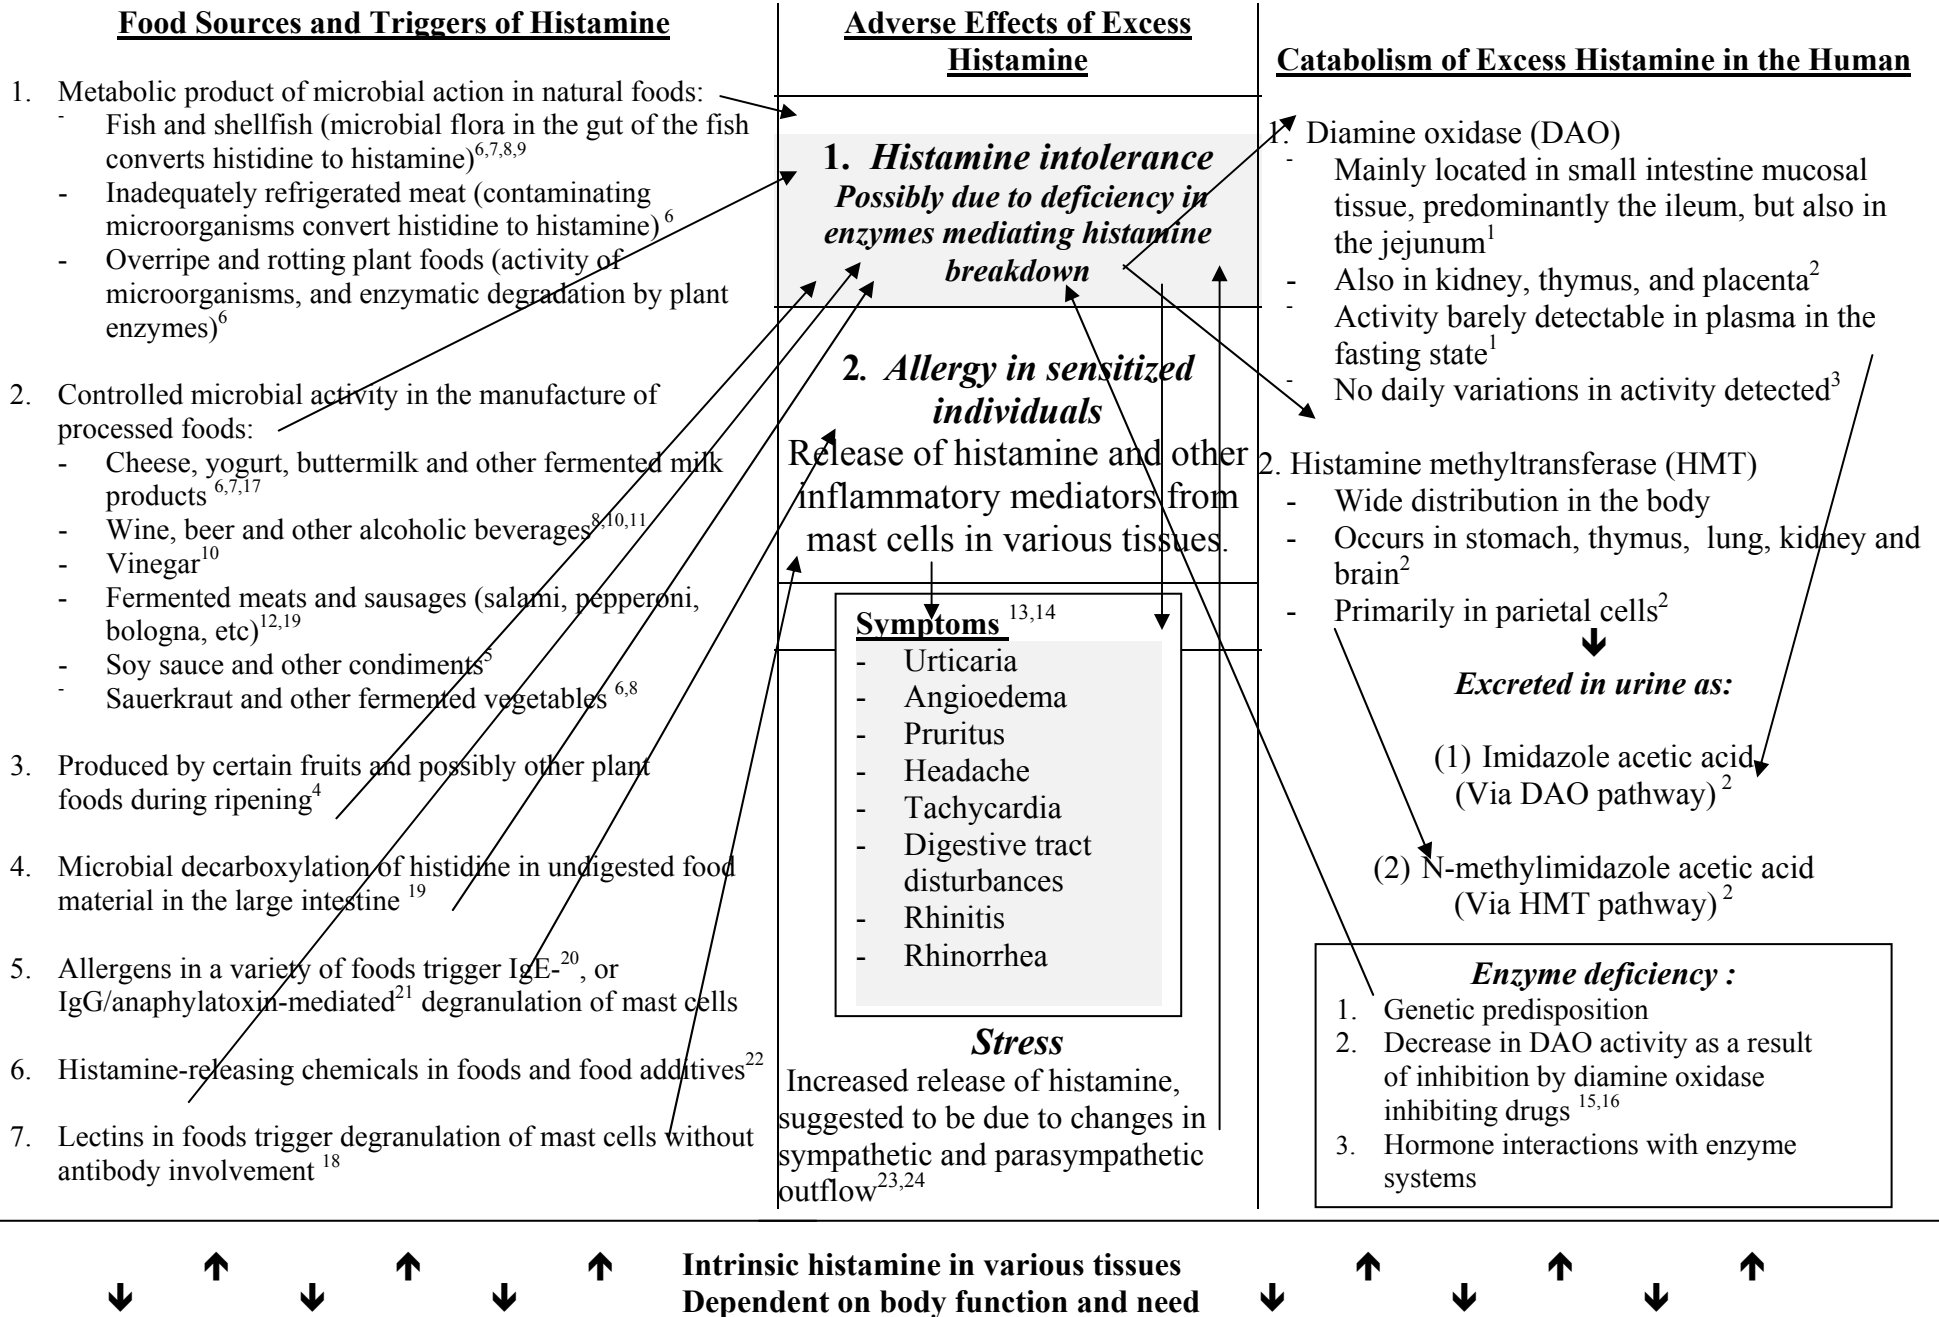 Food Sources and Triggers of Histamine
1. Metabolic product of microbial action in natural foods:
- Fish and shellfish (microbial flora in the gut of the fish
converts histidine to histamine)6,7,8,9
- Inadequately refrigerated meat (contaminating
microorganisms convert histidine to histamine) 6
- Overripe and rotting plant foods (activity of
microorganisms, and enzymatic degradation by plant
enzymes)6
2. Controlled microbial activity in the manufacture of
processed foods:
- Cheese, yogurt, buttermilk and other fermented milk
products 6,7,17
- Wine, beer and other alcoholic beverages8,10,11
- Vinegar10
- Fermented meats and sausages (salami, pepperoni,
bologna, etc)12,19
- Soy sauce and other condiments5
- Sauerkraut and other fermented vegetables 6,8
3. Produced by certain fruits and possibly other plant
foods during ripening4
4. Microbial decarboxylation of histidine in undigested food
material in the large intestine 19
5. Allergens in a variety of foods trigger IgE-20, or
IgG/anaphylatoxin-mediated21 degranulation of mast cells
6. Histamine-releasing chemicals in foods and food additives22
7. Lectins in foods trigger degranulation of mast cells without
antibody involvement 18
Adverse Effects of Excess
Histamine
1. Histamine intolerance
Possibly due to deficiency in
enzymes mediating histamine
breakdown
2. Allergy in sensitized
individuals
Release of histamine and other
inflammatory mediators from
mast cells in various tissues.
Symptoms 13,14
- Urticaria
- Angioedema
- Pruritus
- Headache
- Tachycardia
- Digestive tract
disturbances
- Rhinitis
- Rhinorrhea
Stress
Increased release of histamine,
suggested to be due to changes in
sympathetic and parasympathetic
outflow23,24
Catabolism of Excess Histamine in the Human
1. Diamine oxidase (DAO)
- Mainly located in small intestine mucosal
tissue, predominantly the ileum, but also in
the jejunum1
- Also in kidney, thymus, and placenta2
- Activity barely detectable in plasma in the
fasting state1
- No daily variations in activity detected3
2. Histamine methyltransferase (HMT)
- Wide distribution in the body
- Occurs in stomach, thymus, lung, kidney and
brain2
- Primarily in parietal cells2
Excreted in urine as:
(1) Imidazole acetic acid
(Via DAO pathway) 2
(2) N-methylimidazole acetic acid
(Via HMT pathway) 2
Enzyme deficiency :
1. Genetic predisposition
2. Decrease in DAO activity as a result
of inhibition by diamine oxidase
inhibiting drugs 15,16
3. Hormone interactions with enzyme
systems
Intrinsic histamine in various tissues
Dependent on body function and need